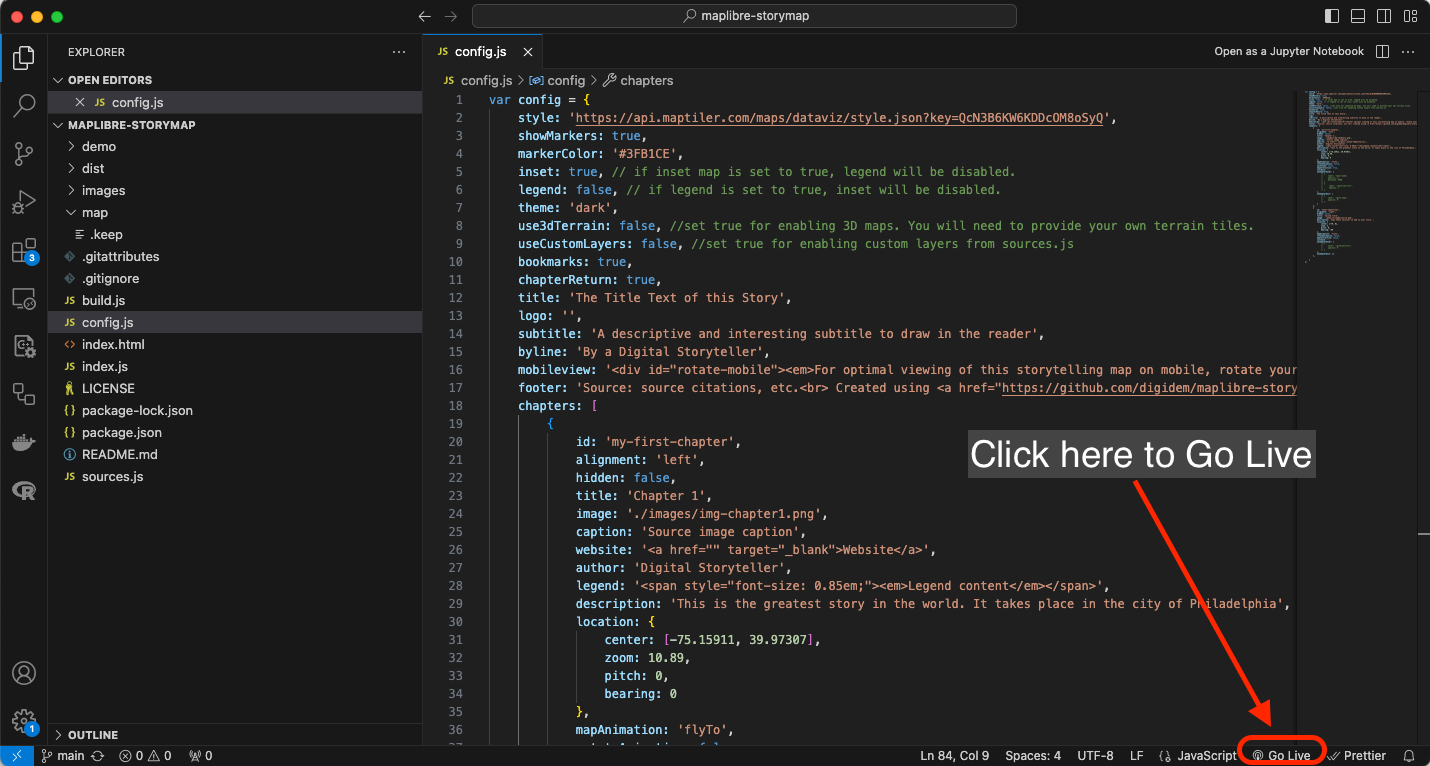 maplibre-storymap
EXPLORER
OPEN EDITORS
JS config.js
MAPLIBRE-STORYMAP
demo
dist
images
map
.keep
.gitattributes
.gitignore
JS build.js
JS config.js
<> index.html
JS index.js
LICENSE
{} package-lock.json
{} package.json
README.md
JS sources.js
OUTLINE
3
1
JS config.js
Open as a Jupyter Notebook
JS config.js > config > chapters
1 var config = {
2 style: 'https://api.maptiler.com/maps/dataviz/style.json?key=QcN3B6KW6KDDcOM8oSyQ',
3 showMarkers: true,
4 markerColor: '#3FB1CE',
5 inset: true, // if inset map is set to true, legend will be disabled.
6 legend: false, // if legend is set to true, inset will be disabled.
7 theme: 'dark',
8 use3dTerrain: false, //set true for enabling 3D maps. You will need to provide your own terrain tiles.
9 useCustomLayers: false, //set true for enabling custom layers from sources.js
10 bookmarks: true,
11 chapterReturn: true,
12 title: 'The Title Text of this Story',
13 logo: '',
14 subtitle: 'A descriptive and interesting subtitle to draw in the reader',
15 byline: 'By a Digital Storyteller',
16 mobileview: '<div id="rotate-mobile"><em>For optimal viewing of this storytelling map on mobile, rotate your
17 footer: 'Source: source citations, etc.<br> Created using <a href="https://github.com/digidem/maplibre-story
18 chapters: [
19 {
20 id: 'my-first-chapter',
21 alignment: 'left',
22 hidden: false,
23 title: 'Chapter 1',
24 image: './images/img-chapter1.png',
25 caption: 'Source image caption',
26 website: '<a href="" target="_blank">Website</a>',
27 author: 'Digital Storyteller',
28 legend: '<span style="font-size: 0.85em;"><em>Legend content</em></span>',
29 description: 'This is the greatest story in the world. It takes place in the city of Philadelphia',
30 location: {
31 center: [-75.15911, 39.97307],
32 zoom: 10.89,
33 pitch: 0,
34 bearing: 0
35 },
36 mapAnimation: 'flyTo',
Click here to Go Live
main 0 0 0 Ln 84, Col 9 Spaces: 4 UTF-8 LF {} JavaScript Go Live Prettier